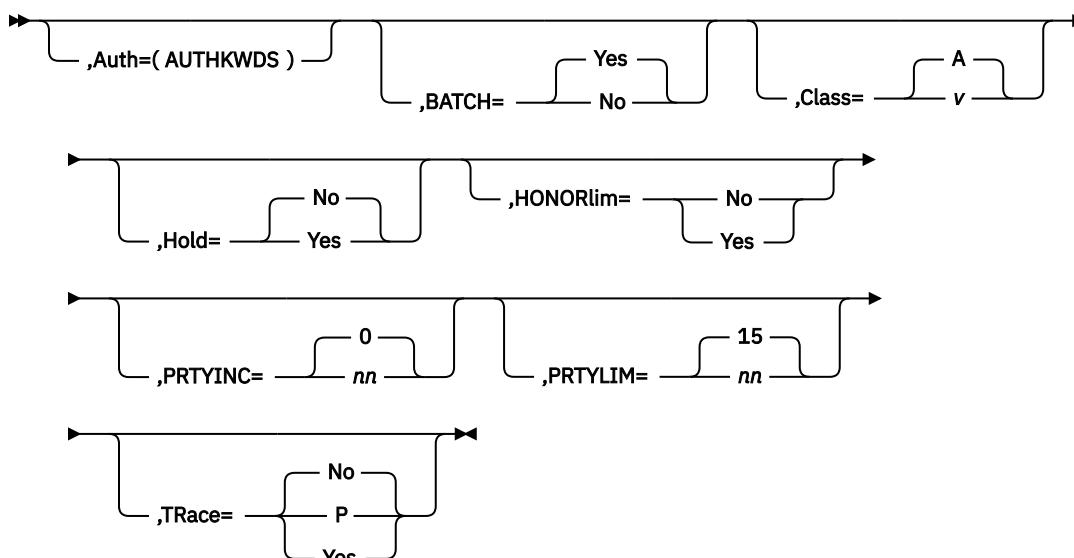 ,Auth=( AUTHKWDS )
,BATCH=
Yes
No
,Class=
A
v
,Hold=
No
Yes
,HONORlim=
No
Yes
,PRTYINC=
0
nn
,PRTYLIM=
15
nn
,TRace=
No
P
Yes